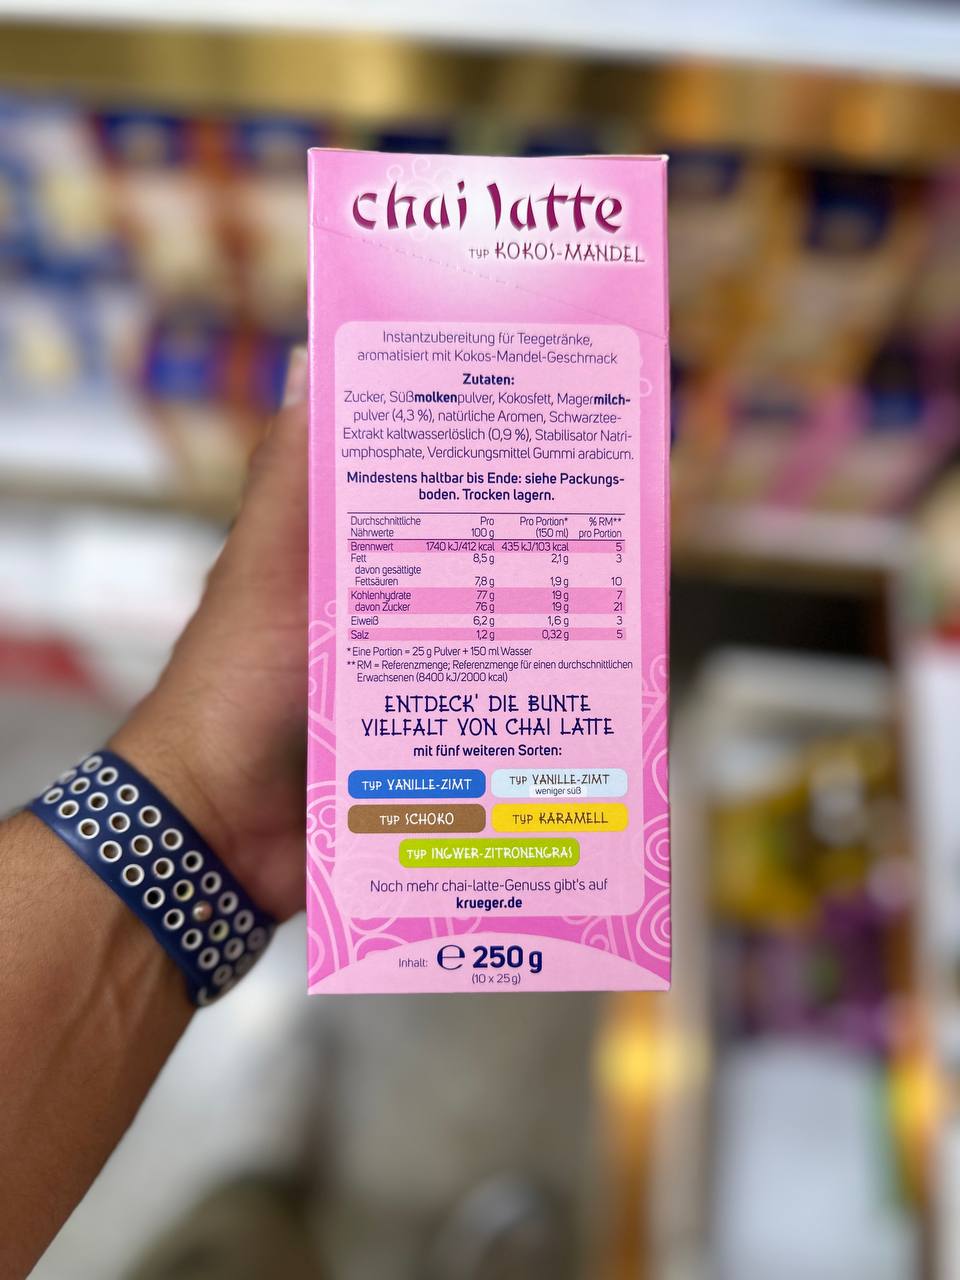 chai latte
TYP KOKOS-MANDEL
Instantzubereitung für Teegetränke,
aromatisiert mit Kokos-Mandel-Geschmack
Zutaten:
Zucker, Süßmolkenpulver, Kokosfett, Magermilch-
pulver (4,3 %), natürliche Aromen, Schwarztee-
Extrakt kaltwasserlöslich (0,9 %), Stabilisator Natri-
umphosphate, Verdickungsmittel Gummi arabicum.
Mindestens haltbar bis Ende: siehe Packungs-
boden. Trocken lagern.
Durchschnittliche Pro Pro Portion* % RM**
Nährwerte 100 g (150 ml) pro Portion
Brennwert 1740 kJ/412 kcal 435 kJ/103 kcal 5
Fett 8,5 g 2,1 g 3
davon gesättigte
Fettsäuren 7,8 g 1,9 g 10
Kohlenhydrate 77 g 19 g 7
davon Zucker 76 g 19 g 21
Eiweiß 6,2 g 1,6 g 3
Salz 1,2 g 0,32 g 5
* Eine Portion = 25 g Pulver + 150 ml Wasser
** RM = Referenzmenge; Referenzmenge für einen durchschnittlichen
Erwachsenen (8400 kJ/2000 kcal)
ENTDECK' DIE BUNTE
VIELFALT VON CHAI LATTE
mit fünf weiteren Sorten:
TYP VANILLE-ZIMT
TYP VANILLE-ZIMT
weniger süß
TYP SCHOKO
TYP KARAMELL
TYP INGWER-ZITRONENGRAS
Noch mehr chai-latte-Genuss gibt's auf
krueger.de
Inhalt: ℮ 250 g
(10 x 25 g)